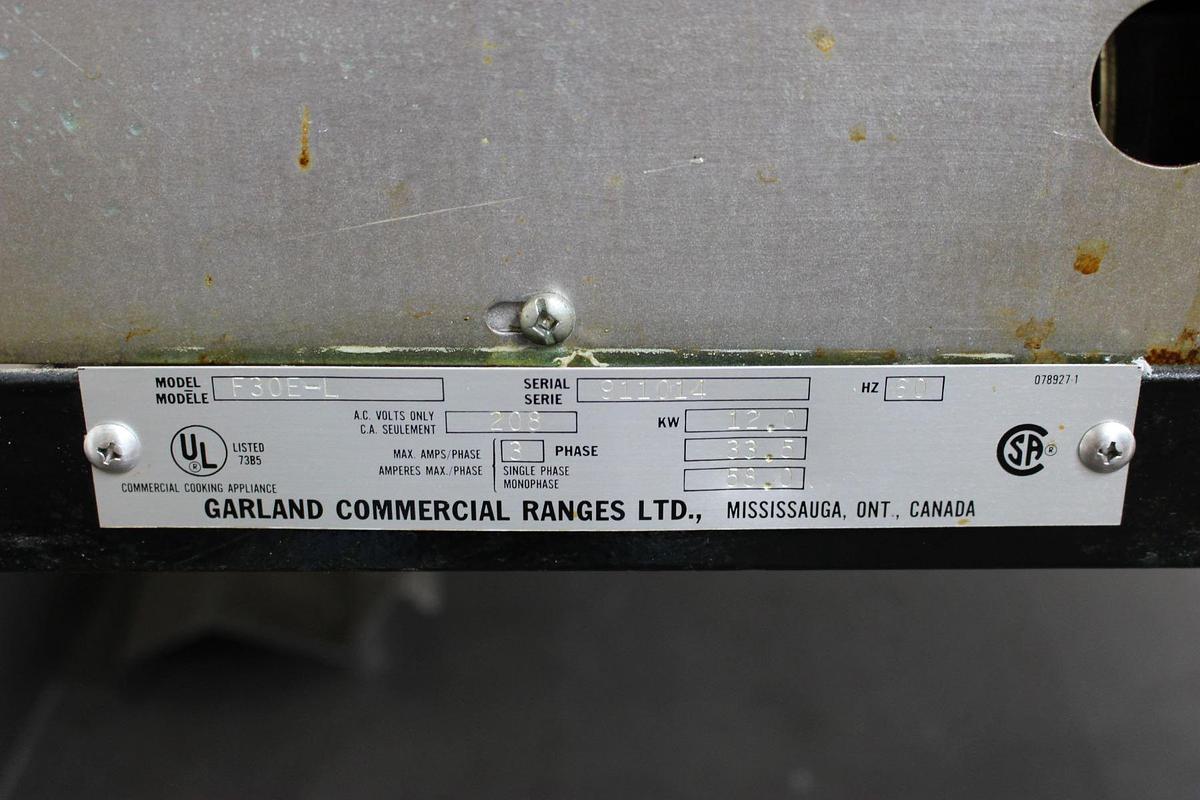 MODEL F30E-L SERIAL 911014 HZ 60 078927-1
MODÈLE SERIE
A.C. VOLTS ONLY 208 KW 12.0
C.A. SEULEMENT
UL ® LISTED 73B5
MAX. AMPS/PHASE 3 PHASE 33.5
AMPERES MAX./PHASE SINGLE PHASE 58.0
MONOPHASE
SA ®
COMMERCIAL COOKING APPLIANCE
GARLAND COMMERCIAL RANGES LTD., MISSISSAUGA, ONT., CANADA